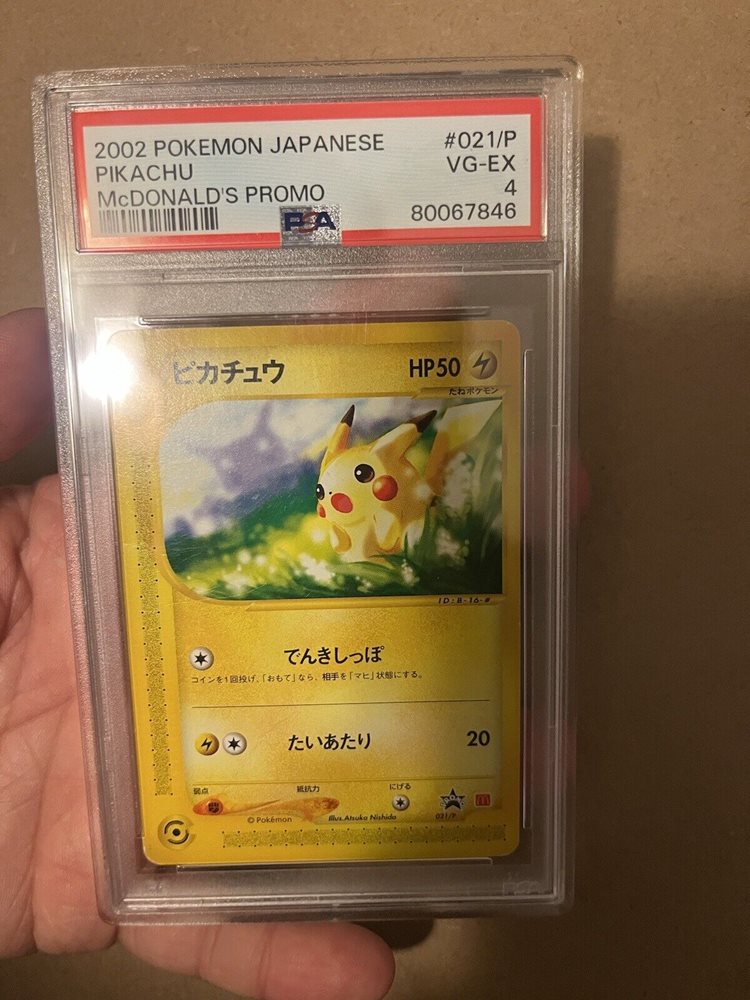 2002 POKEMON JAPANESE #021/P
PIKACHU VG-EX
McDONALD'S PROMO 4
PSA 80067846
ピカチュウ HP50
たねポケモン
ID:B-16-#
でんきしっぽ
コインを1回投げ、「おもて」なら、相手を「マヒ」状態にする。
たいあたり 20
弱点 抵抗力 にげる
©Pokémon Illus.Atsuko Nishida 021/P